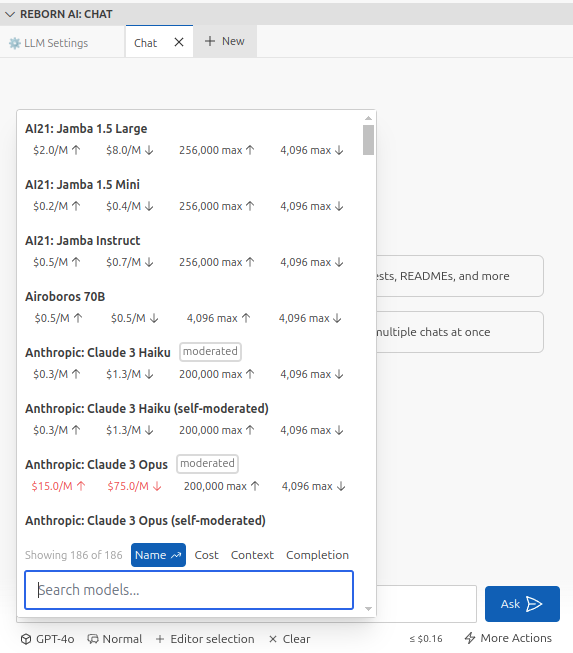 REBORN AI: CHAT
LLM Settings
Chat
New
AI21: Jamba 1.5 Large
$2.0/M ↑ $8.0/M ↓ 256,000 max ↑ 4,096 max ↓
AI21: Jamba 1.5 Mini
$0.2/M ↑ $0.4/M ↓ 256,000 max ↑ 4,096 max ↓
AI21: Jamba Instruct
$0.5/M ↑ $0.7/M ↓ 256,000 max ↑ 4,096 max ↓
ests, READMEs, and more
Airoboros 70B
$0.5/M ↑ $0.5/M ↓ 4,096 max ↑ 4,096 max ↓
multiple chats at once
Anthropic: Claude 3 Haiku moderated
$0.3/M ↑ $1.3/M ↓ 200,000 max ↑ 4,096 max ↓
Anthropic: Claude 3 Haiku (self-moderated)
$0.3/M ↑ $1.3/M ↓ 200,000 max ↑ 4,096 max ↓
Anthropic: Claude 3 Opus moderated
$15.0/M ↑ $75.0/M ↓ 200,000 max ↑ 4,096 max ↓
Anthropic: Claude 3 Opus (self-moderated)
Showing 186 of 186 Name Cost Context Completion
Search models...
Ask
GPT-4o Normal + Editor selection × Clear ≤ $0.16 More Actions